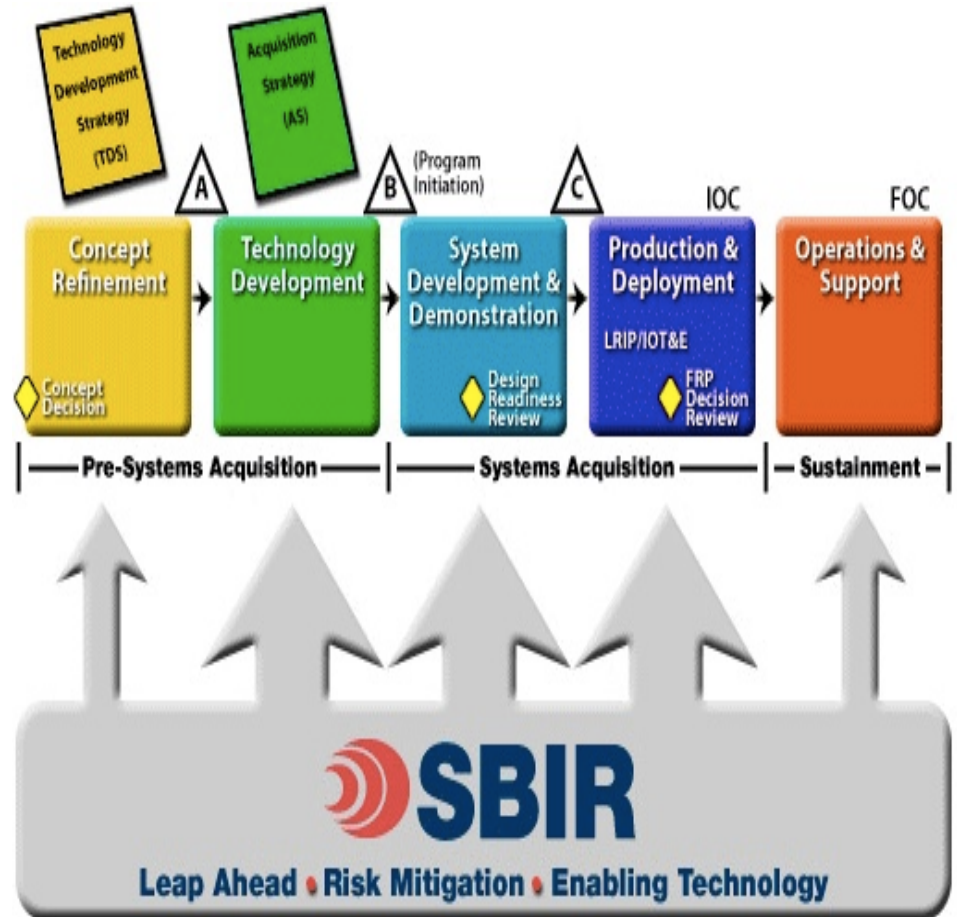 Technology
Development
Strategy
(TDS)
Acquisition
Strategy
(AS)
A
B
(Program
Initiation)
C
IOC
FOC
Concept
Refinement
Concept
Decision
Technology
Development
System
Development &
Demonstration
Design
Readiness
Review
Production &
Deployment
LRIP/IOT&E
FRP
Decision
Review
Operations &
Support
Pre-Systems Acquisition
Systems Acquisition
Sustainment
SBIR
Leap Ahead • Risk Mitigation • Enabling Technology